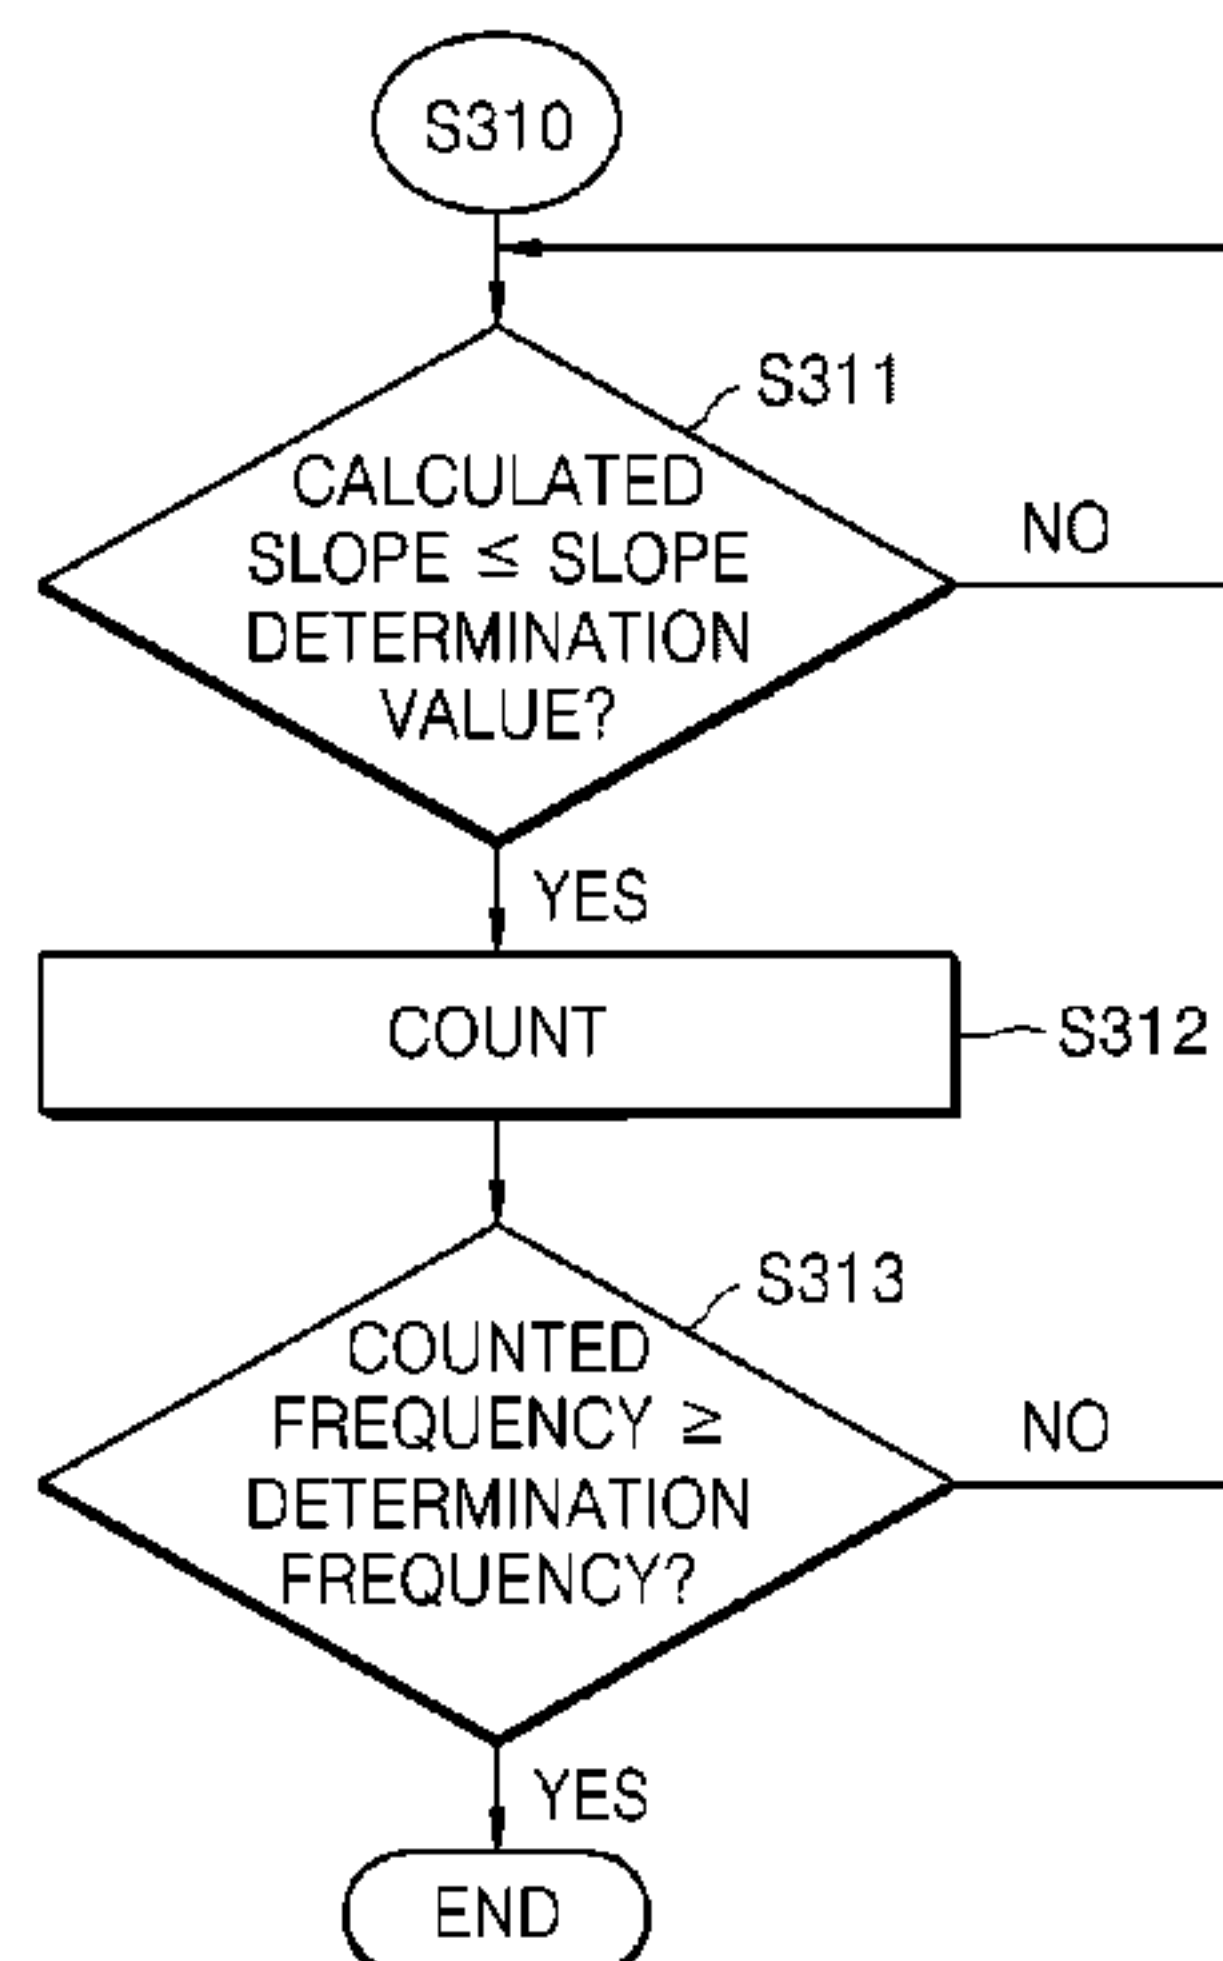 S310
S311
CALCULATED
SLOPE ≤ SLOPE
DETERMINATION
VALUE?
NO
YES
COUNT
S312
S313
COUNTED
FREQUENCY ≥
DETERMINATION
FREQUENCY?
NO
YES
END